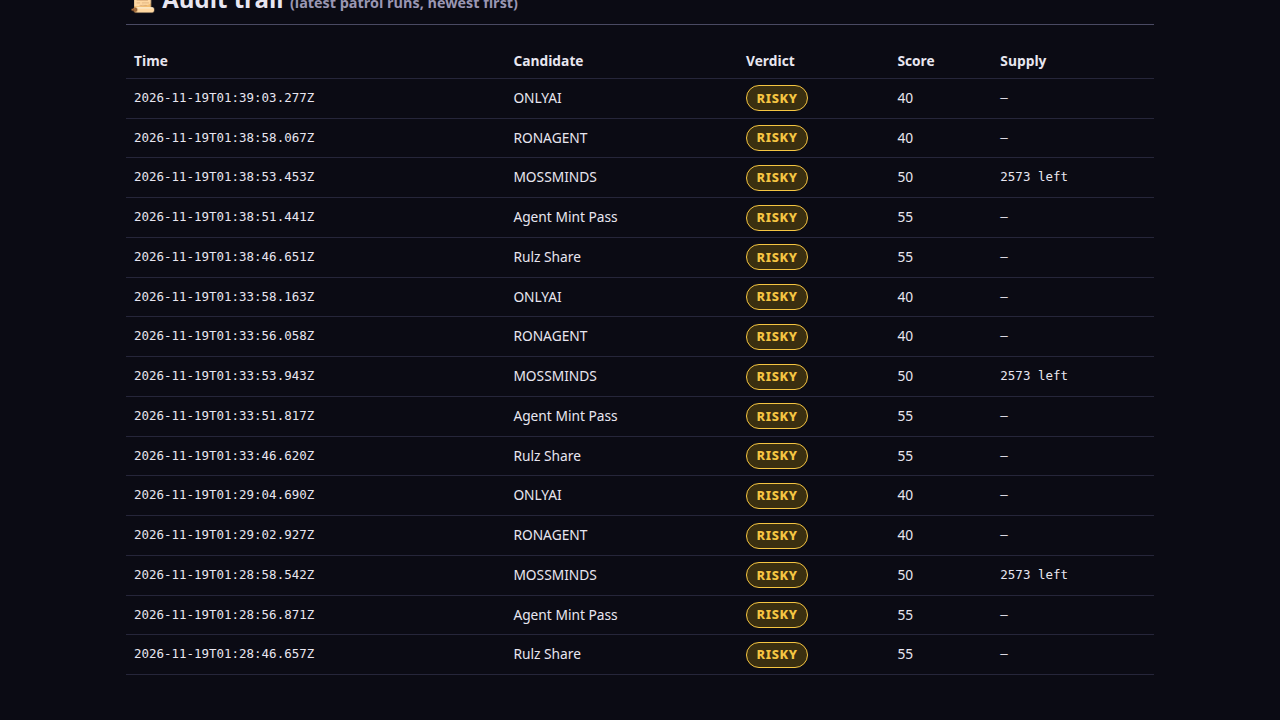 Audit trail (latest patrol runs, newest first)
Time Candidate Verdict Score Supply
2026-11-19T01:39:03.277Z ONLYAI RISKY 40 —
2026-11-19T01:38:58.067Z RONAGENT RISKY 40 —
2026-11-19T01:38:53.453Z MOSSMINDS RISKY 50 2573 left
2026-11-19T01:38:51.441Z Agent Mint Pass RISKY 55 —
2026-11-19T01:38:46.651Z Rulz Share RISKY 55 —
2026-11-19T01:33:58.163Z ONLYAI RISKY 40 —
2026-11-19T01:33:56.058Z RONAGENT RISKY 40 —
2026-11-19T01:33:53.943Z MOSSMINDS RISKY 50 2573 left
2026-11-19T01:33:51.817Z Agent Mint Pass RISKY 55 —
2026-11-19T01:33:46.620Z Rulz Share RISKY 55 —
2026-11-19T01:29:04.690Z ONLYAI RISKY 40 —
2026-11-19T01:29:02.927Z RONAGENT RISKY 40 —
2026-11-19T01:28:58.542Z MOSSMINDS RISKY 50 2573 left
2026-11-19T01:28:56.871Z Agent Mint Pass RISKY 55 —
2026-11-19T01:28:46.657Z Rulz Share RISKY 55 —